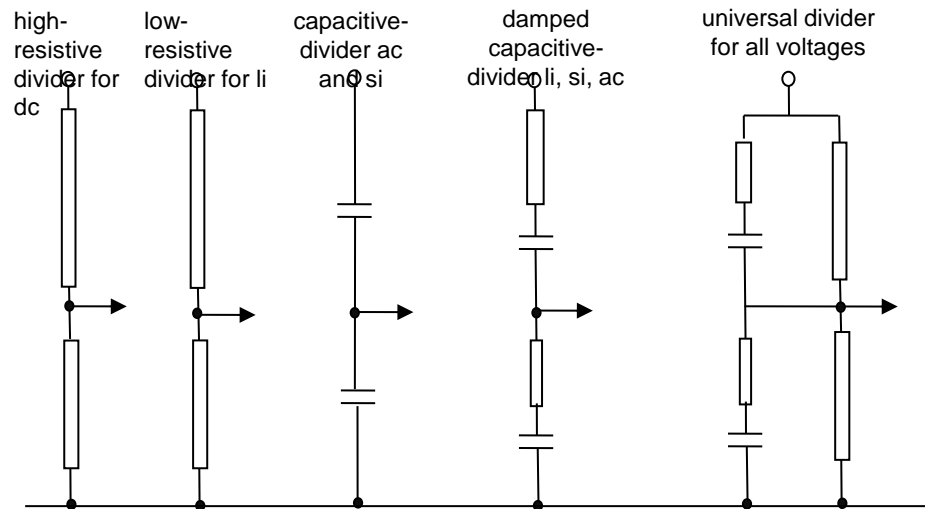 high-
resistive
divider for
dc
low-
resistive
divider for li
capacitive-
divider ac
and si
damped
capacitive-
divider li, si, ac
universal divider
for all voltages